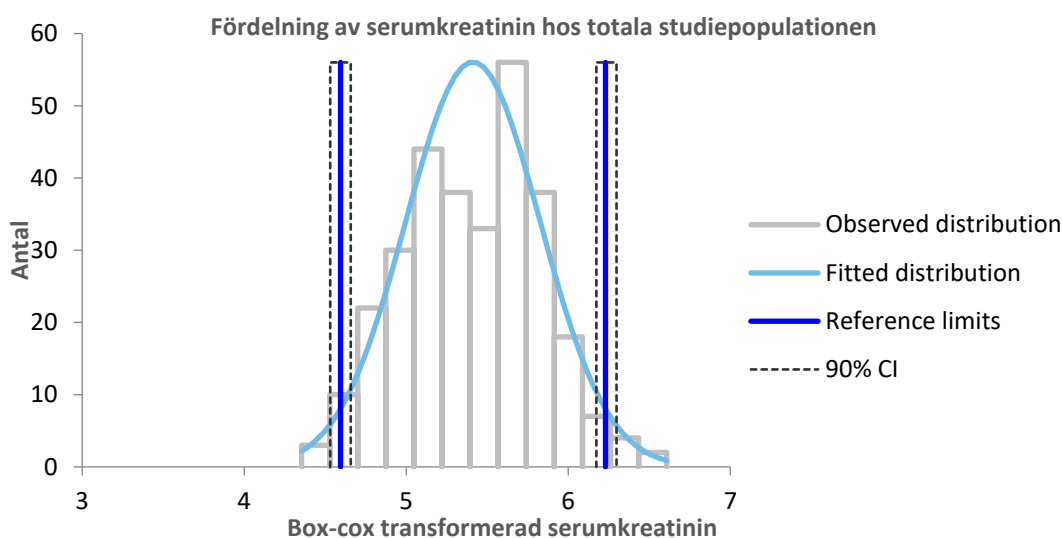 Fördelning av serumkreatinin hos totala studiepopulationen
60
50
40
30
20
10
0
Antal
3 4 5 6 7
Box-cox transformerad serumkreatinin
Observed distribution
Fitted distribution
Reference limits
90% CI